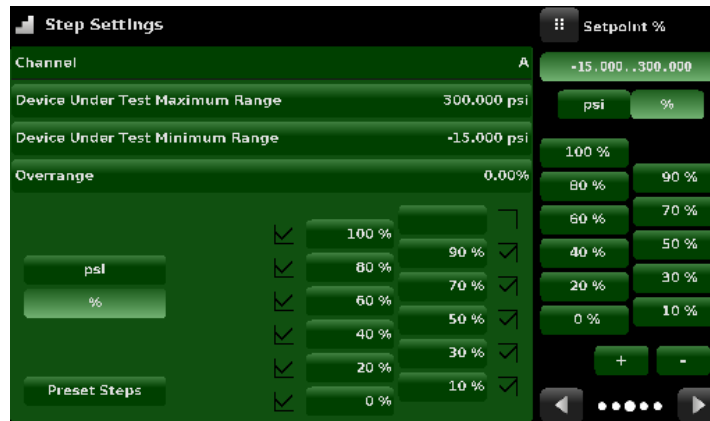 Step Settings
Channel A
Device Under Test Maximum Range 300.000 psi
Device Under Test Minimum Range -15.000 psi
Overrange 0.00%
100 %
90 %
80 %
70 %
60 %
50 %
40 %
30 %
20 %
10 %
0 %
psi
%
Preset Steps
Setpoint %
-15.000..300.000
psi %
100 %
90 %
80 %
70 %
60 %
50 %
40 %
30 %
20 %
10 %
0 %
+ -